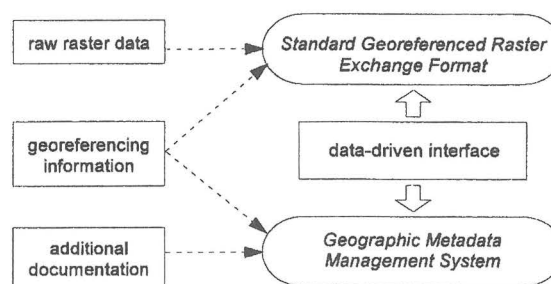 raw raster data
Standard Georeferenced Raster
Exchange Format
georeferencing
information
data-driven interface
additional
documentation
Geographic Metadata
Management System